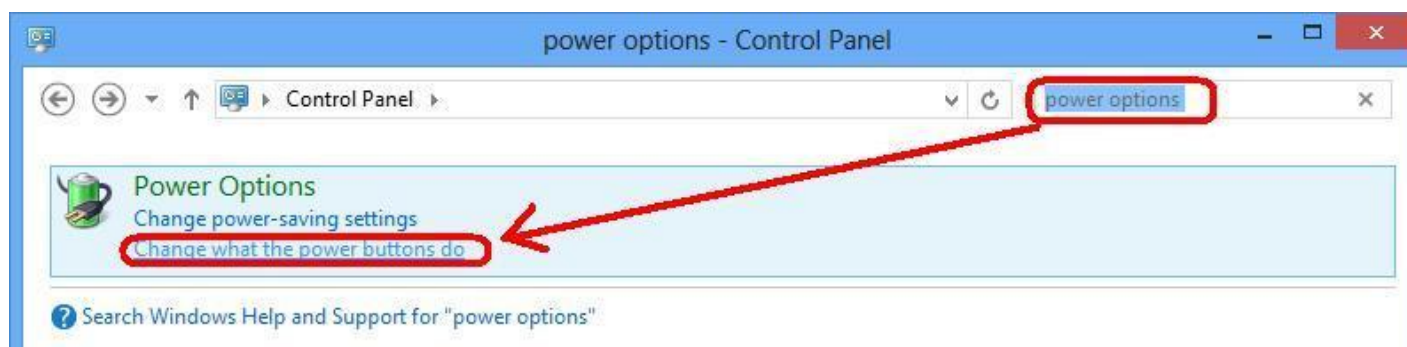 power options - Control Panel
Control Panel
power options
Power Options
Change power-saving settings
Change what the power buttons do
Search Windows Help and Support for "power options"